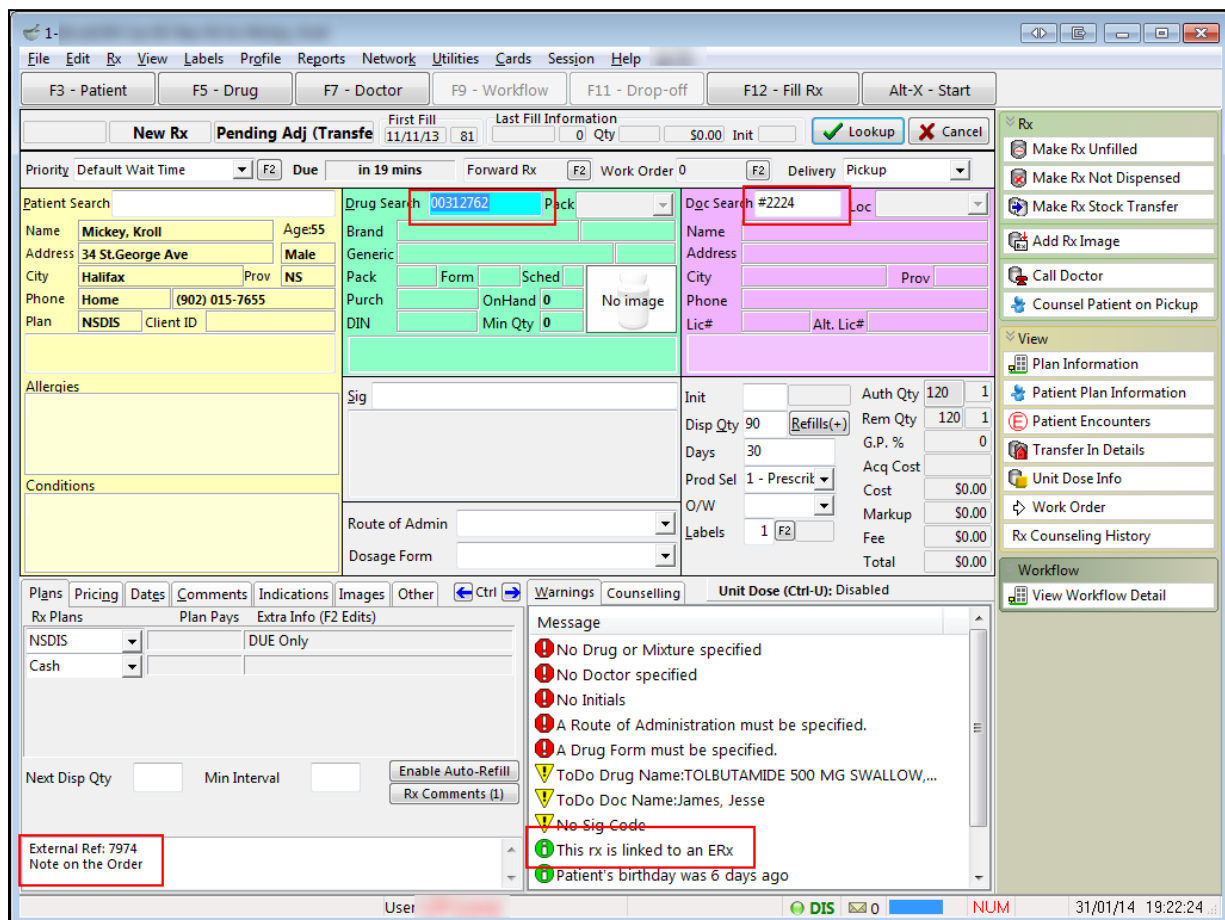 1-
File Edit Rx View Labels Profile Reports Network Utilities Cards Session Help
F3 - Patient F5 - Drug F7 - Doctor F9 - Workflow F11 - Drop-off F12 - Fill Rx Alt-X - Start
New Rx Pending Adj (Transfe First Fill 11/11/13 81 Last Fill Information 0 Qty $0.00 Init Lookup Cancel
Priority Default Wait Time F2 Due in 19 mins Forward Rx F2 Work Order 0 F2 Delivery Pickup
Patient Search
Name Mickey, Kroll Age:55
Address 34 St.George Ave Male
City Halifax Prov NS
Phone Home (902) 015-7655
Plan NSDIS Client ID
Allergies
Conditions
Drug Search 00312762 Pack
Brand
Generic
Pack Form Sched
Purch OnHand 0 No image
DIN Min Qty 0
Doc Search #2224 Loc
Name
Address
City Prov
Phone
Lic# Alt. Lic#
Sig
Route of Admin
Dosage Form
Init Auth Qty 120 1
Disp Qty 90 Refills(+) Rem Qty 120 1
Days 30 G.P. % 0
Prod Sel 1 - Prescrib Acq Cost
O/W Cost $0.00
Markup $0.00
Labels 1 F2 Fee $0.00
Total $0.00
Plans Pricing Dates Comments Indications Images Other Ctrl
Rx Plans Plan Pays Extra Info (F2 Edits)
NSDIS DUE Only
Cash
Next Disp Qty Min Interval Enable Auto-Refill
Rx Comments (1)
External Ref: 7974
Note on the Order
Warnings Counselling Unit Dose (Ctrl-U): Disabled
Message
No Drug or Mixture specified
No Doctor specified
No Initials
A Route of Administration must be specified.
A Drug Form must be specified.
ToDo Drug Name:TOLBUTAMIDE 500 MG SWALLOW,...
ToDo Doc Name:James, Jesse
No Sig Code
This rx is linked to an ERx
Patient's birthday was 6 days ago
Rx
Make Rx Unfilled
Make Rx Not Dispensed
Make Rx Stock Transfer
Add Rx Image
Call Doctor
Counsel Patient on Pickup
View
Plan Information
Patient Plan Information
E Patient Encounters
Transfer In Details
Unit Dose Info
Work Order
Rx Counseling History
Workflow
View Workflow Detail
User DIS 0 NUM 31/01/14 19:22:24